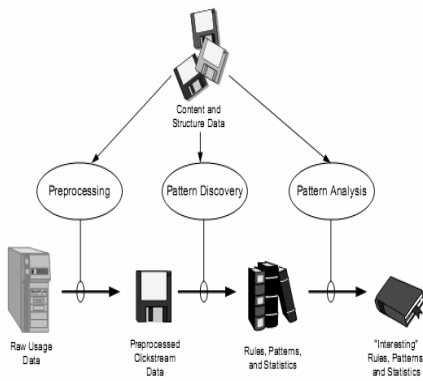 Content and
Structure Data
Preprocessing
Pattern Discovery
Pattern Analysis
Raw Usage
Data
Preprocessed
Clickstream
Data
Rules, Patterns,
and Statistics
"Interesting"
Rules, Patterns,
and Statistics